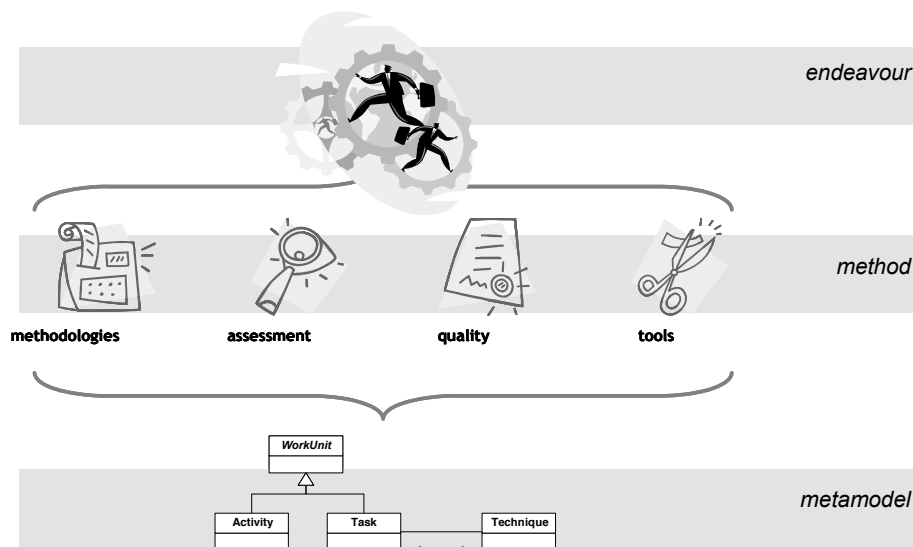 endeavour
method
methodologies assessment quality tools
WorkUnit
metamodel
Activity Task Technique